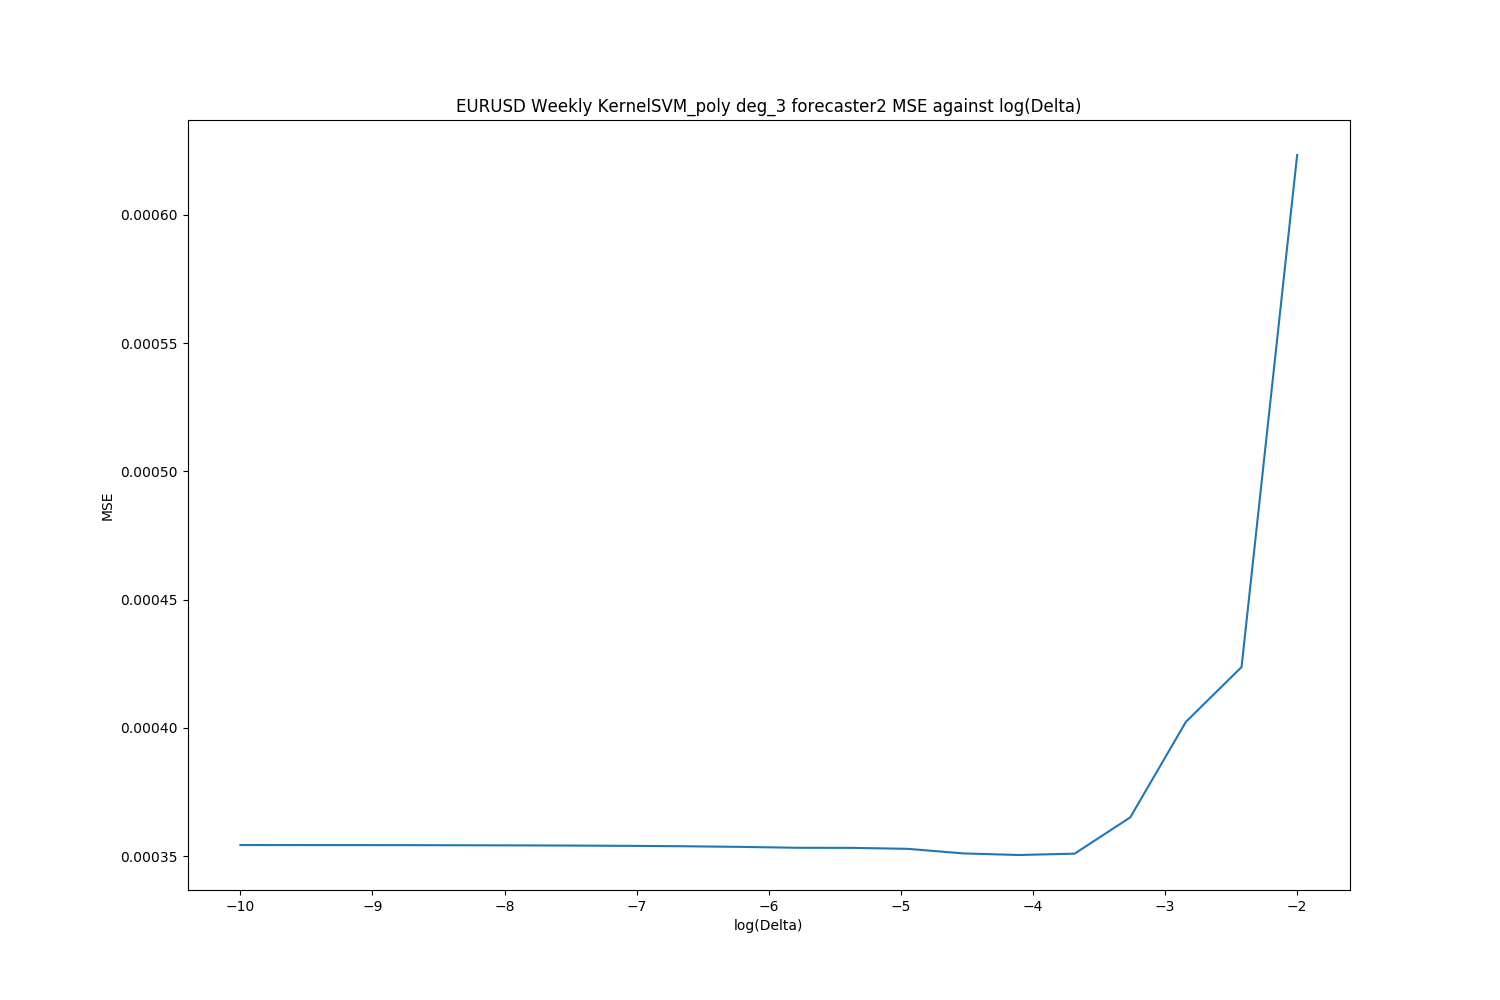 EURUSD Weekly KernelSVM_poly deg_3 forecaster2 MSE against log(Delta)
0.00060
0.00055
0.00050
MSE
0.00045
0.00040
0.00035
−10 −9 −8 −7 −6 −5 −4 −3 −2
log(Delta)